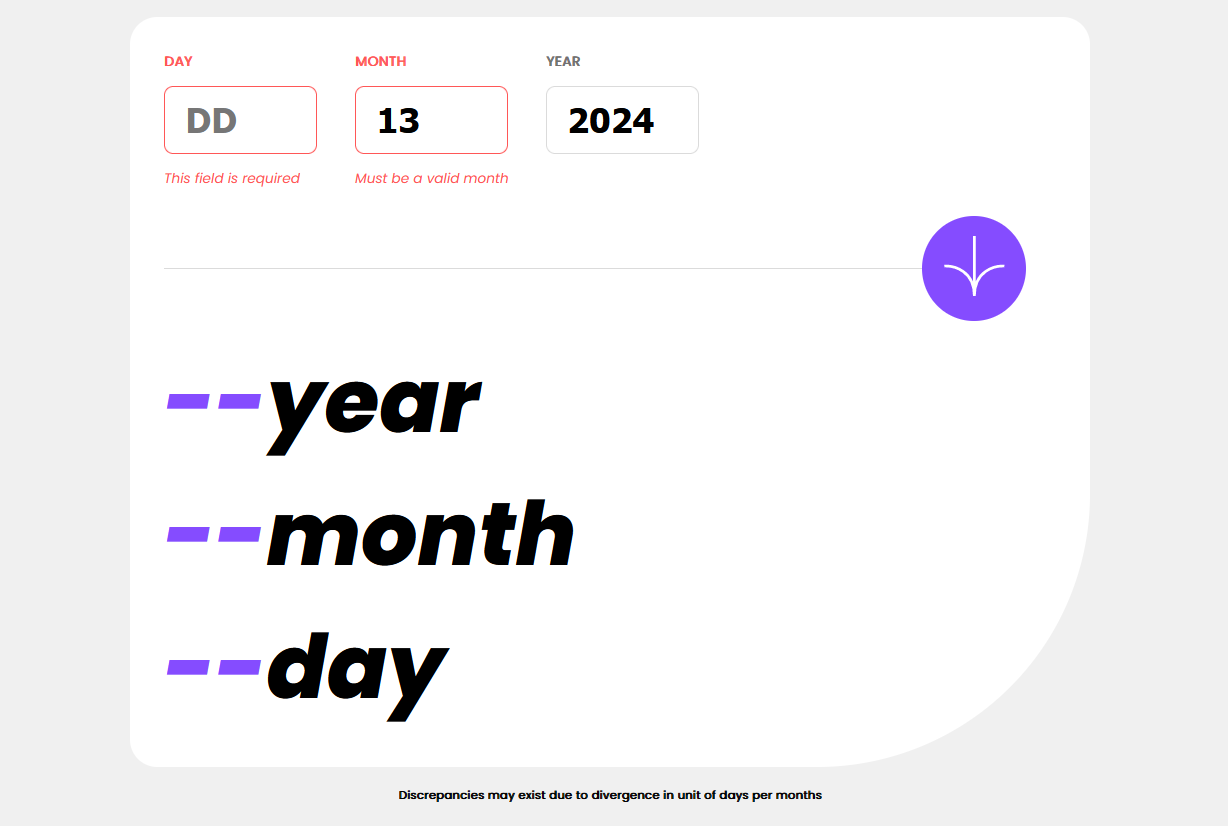 DAY MONTH YEAR
DD 13 2024
This field is required Must be a valid month
--year
--month
--day
Discrepancies may exist due to divergence in unit of days per months